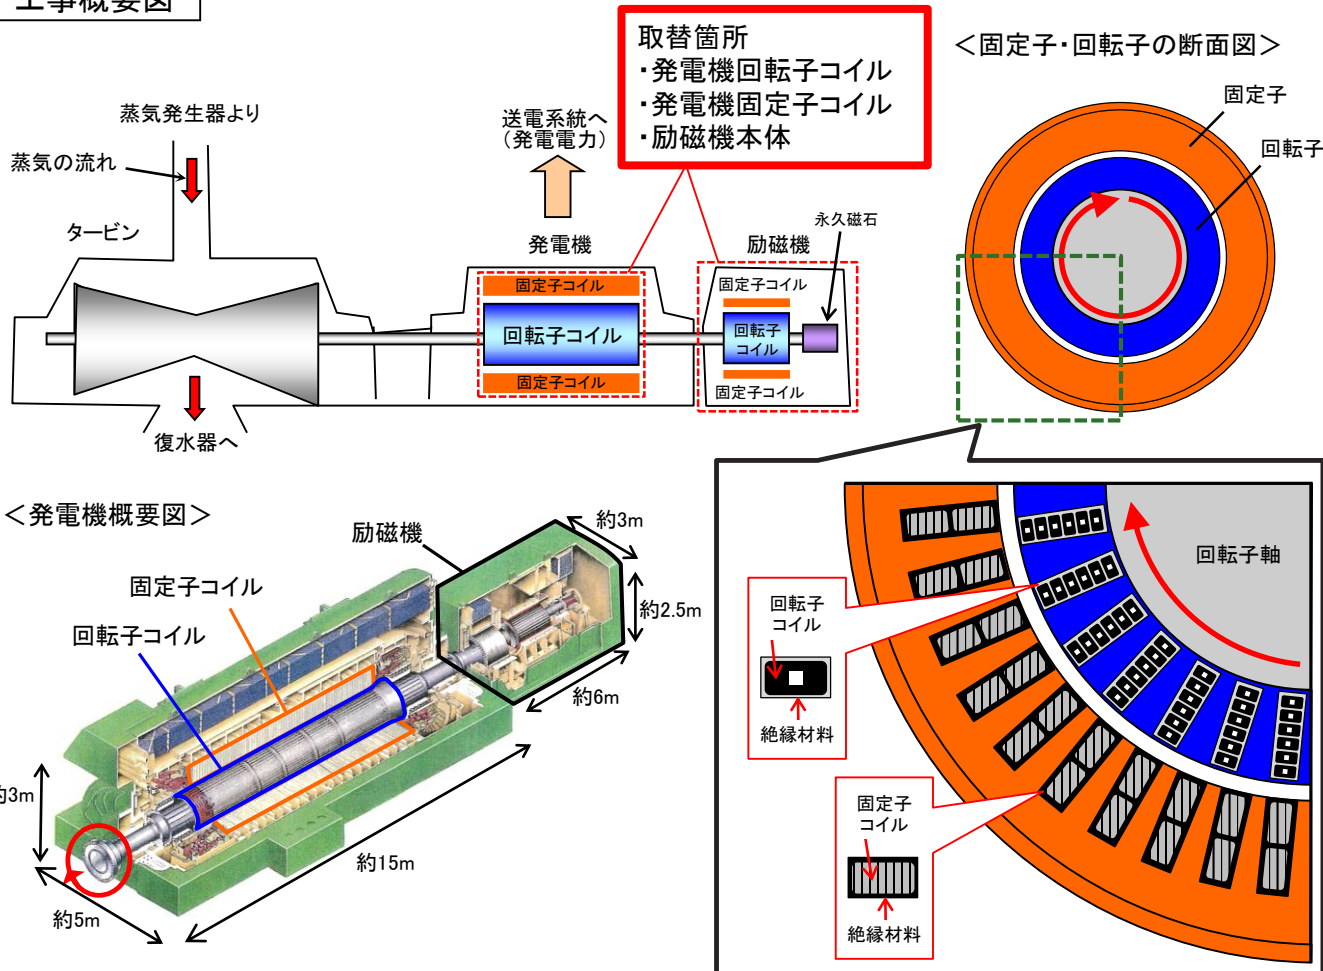 工事概要図
取替箇所
・発電機回転子コイル
・発電機固定子コイル
・励磁機本体
<固定子・回転子の断面図>
固定子
回転子
蒸気発生器より
蒸気の流れ
送電系統へ
(発電電力)
タービン
発電機
励磁機
永久磁石
固定子コイル
回転子コイル
固定子コイル
固定子コイル
回転子
コイル
固定子コイル
復水器へ
<発電機概要図>
励磁機
約3m
約2.5m
約6m
固定子コイル
回転子コイル
約3m
約15m
約5m
回転子軸
回転子
コイル
絶縁材料
固定子
コイル
絶縁材料